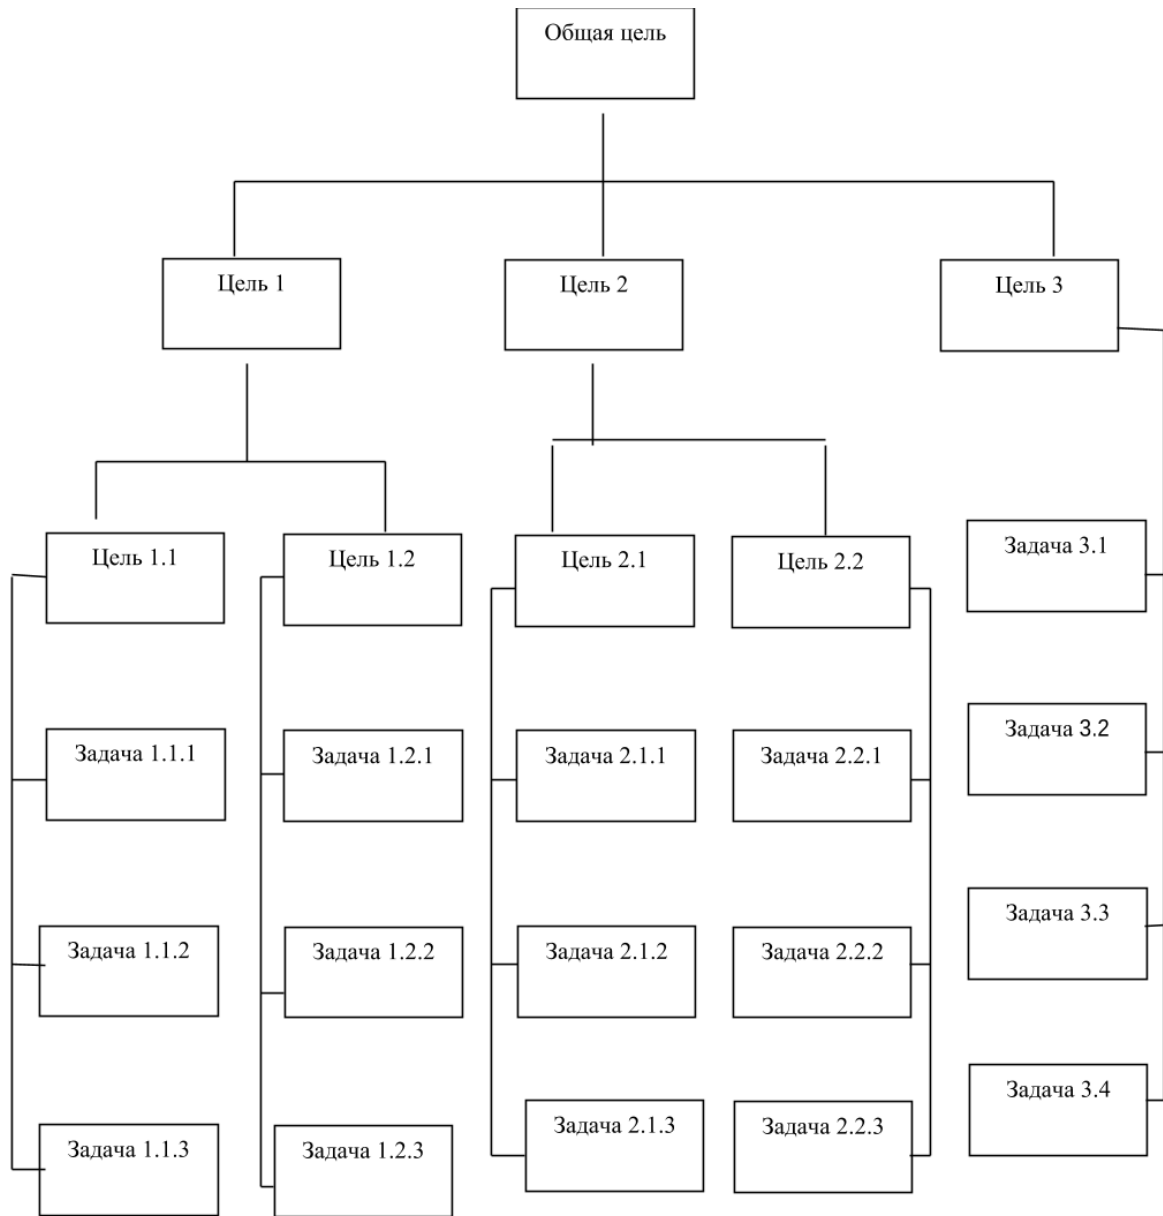 Общая цель
Цель 1
Цель 2
Цель 3
Цель 1.1
Цель 1.2
Цель 2.1
Цель 2.2
Задача 3.1
Задача 1.1.1
Задача 1.2.1
Задача 2.1.1
Задача 2.2.1
Задача 3.2
Задача 1.1.2
Задача 1.2.2
Задача 2.1.2
Задача 2.2.2
Задача 3.3
Задача 1.1.3
Задача 1.2.3
Задача 2.1.3
Задача 2.2.3
Задача 3.4